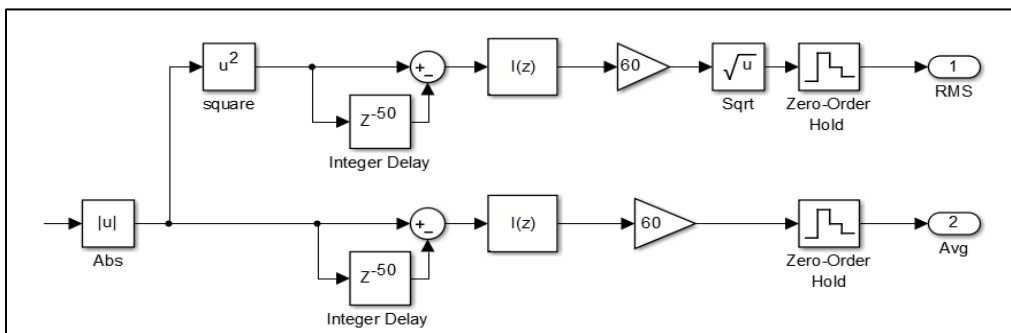 u²
square
+
−
Z⁻⁵⁰
Integer Delay
I(z)
60
√u
Sqrt
Zero-Order
Hold
1
RMS
|u|
Abs
+
−
Z⁻⁵⁰
Integer Delay
I(z)
60
Zero-Order
Hold
2
Avg